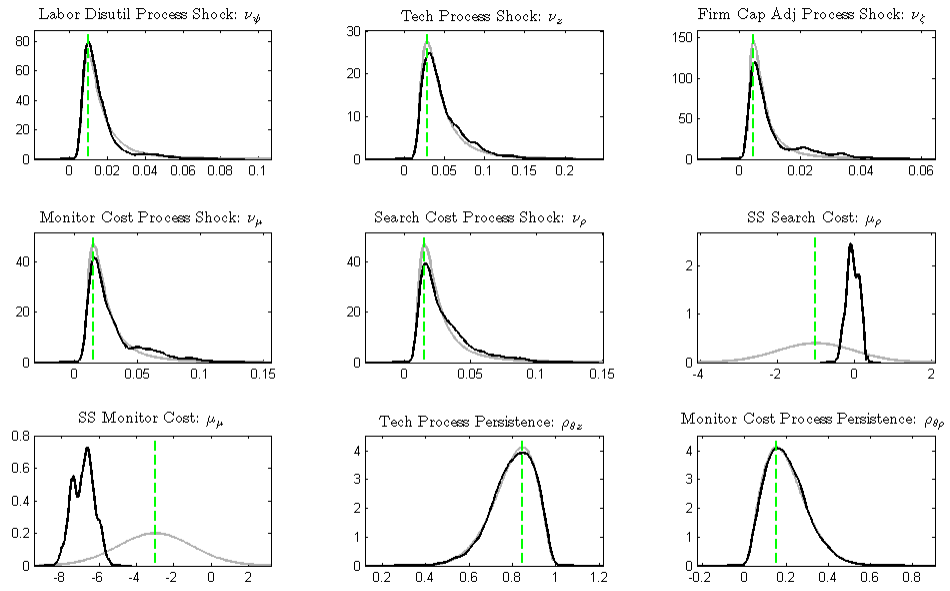 Labor Disutil Process Shock: νψ
Tech Process Shock: νz
Firm Cap Adj Process Shock: νζ
80
60
40
20
0
0 0.02 0.04 0.06 0.08 0.1
30
20
10
0
0 0.05 0.1 0.15 0.2
150
100
50
0
0 0.02 0.04 0.06
Monitor Cost Process Shock: νμ
Search Cost Process Shock: νρ
SS Search Cost: μρ
40
20
0
0 0.05 0.1 0.15
40
20
0
0 0.05 0.1 0.15
2
1
0
-4 -2 0 2
SS Monitor Cost: μμ
Tech Process Persistence: ρθz
Monitor Cost Process Persistence: ρθρ
0.8
0.6
0.4
0.2
0
-8 -6 -4 -2 0 2
4
3
2
1
0
0.2 0.4 0.6 0.8 1 1.2
4
3
2
1
0
-0.2 0 0.2 0.4 0.6 0.8